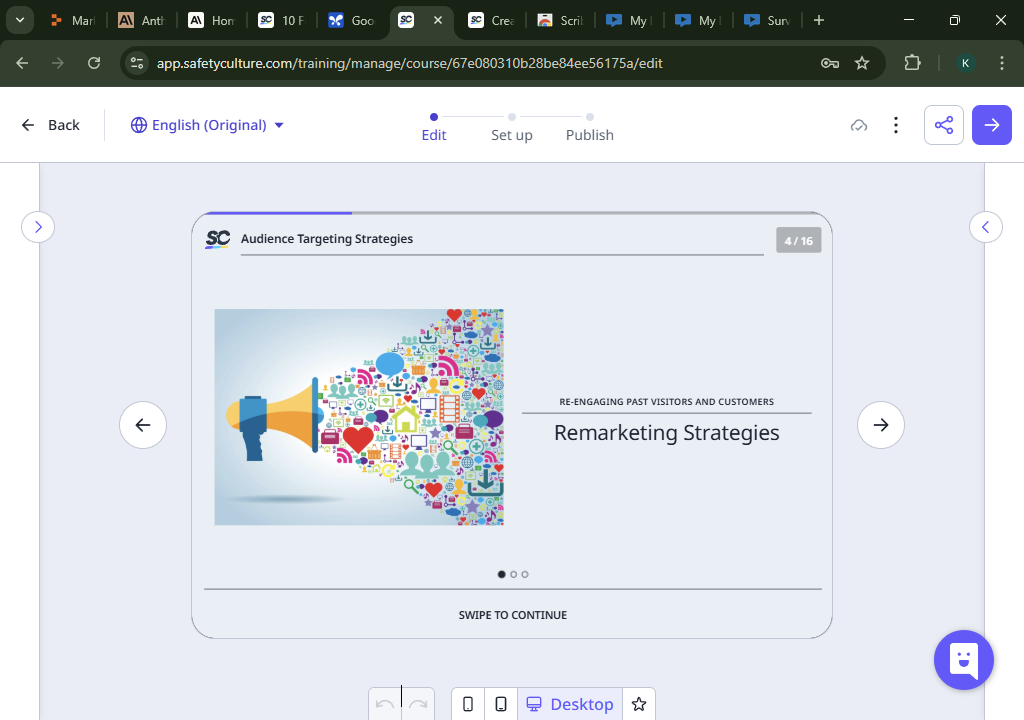 Mar
Anth
Hom
10 F
Goo
Crea
Scri
My
My
Surv
app.safetyculture.com/training/manage/course/67e080310b28be84ee56175a/edit
K
Back
English (Original)
Edit
Set up
Publish
SC
Audience Targeting Strategies
4 / 16
RE-ENGAGING PAST VISITORS AND CUSTOMERS
Remarketing Strategies
SWIPE TO CONTINUE
Desktop